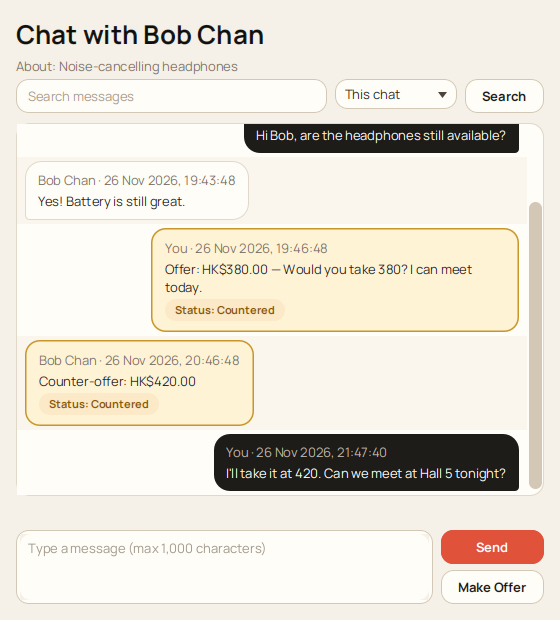 Chat with Bob Chan
About: Noise-cancelling headphones
Search messages
This chat
Search
Hi Bob, are the headphones still available?
Bob Chan · 26 Nov 2026, 19:43:48
Yes! Battery is still great.
You · 26 Nov 2026, 19:46:48
Offer: HK$380.00 — Would you take 380? I can meet
today.
Status: Countered
Bob Chan · 26 Nov 2026, 20:46:48
Counter-offer: HK$420.00
Status: Countered
You · 26 Nov 2026, 21:47:40
I'll take it at 420. Can we meet at Hall 5 tonight?
Type a message (max 1,000 characters)
Send
Make Offer